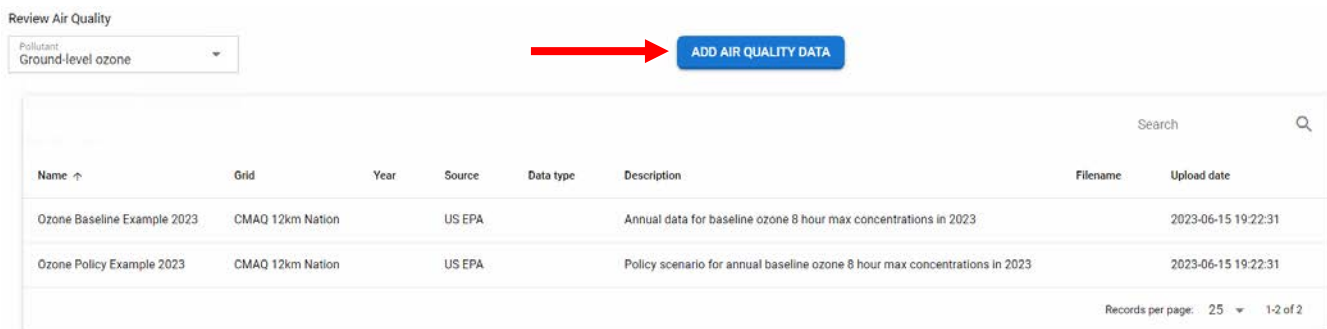 Review Air Quality
Pollutant
Ground-level ozone
ADD AIR QUALITY DATA
Search
Name ↑ Grid Year Source Data type Description Filename Upload date
Ozone Baseline Example 2023 CMAQ 12km Nation US EPA Annual data for baseline ozone 8 hour max concentrations in 2023 2023-06-15 19:22:31
Ozone Policy Example 2023 CMAQ 12km Nation US EPA Policy scenario for annual baseline ozone 8 hour max concentrations in 2023 2023-06-15 19:22:31
Records per page: 25 1-2 of 2